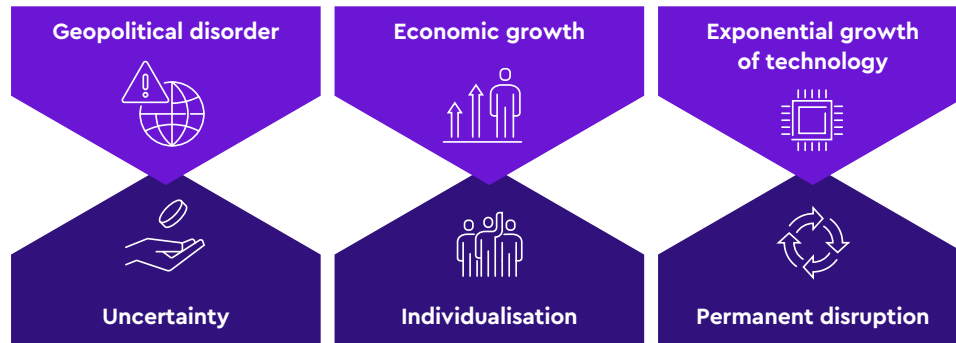 Geopolitical disorder
Economic growth
Exponential growth
of technology
Uncertainty
Individualisation
Permanent disruption